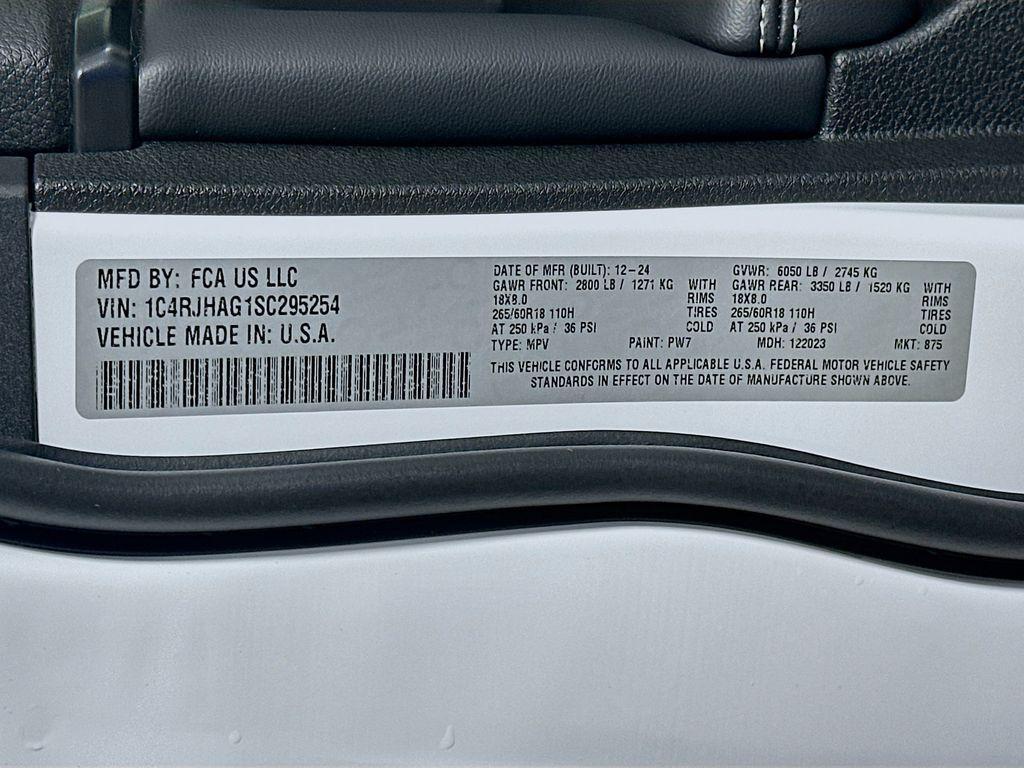 MFD BY: FCA US LLC
VIN: 1C4RJHAG1SC295254
VEHICLE MADE IN: U.S.A.
DATE OF MFR (BUILT): 12-24
GAWR FRONT: 2800 LB / 1271 KG WITH
18X8.0 RIMS
265/60R18 110H TIRES
AT 250 kPa / 36 PSI COLD
TYPE: MPV PAINT: PW7
GVWR: 6050 LB / 2745 KG
GAWR REAR: 3350 LB / 1520 KG WITH
18X8.0 RIMS
265/60R18 110H TIRES
AT 250 kPa / 36 PSI COLD
MDH: 122023 MKT: 875
THIS VEHICLE CONFORMS TO ALL APPLICABLE U.S.A. FEDERAL MOTOR VEHICLE SAFETY
STANDARDS IN EFFECT ON THE DATE OF MANUFACTURE SHOWN ABOVE.